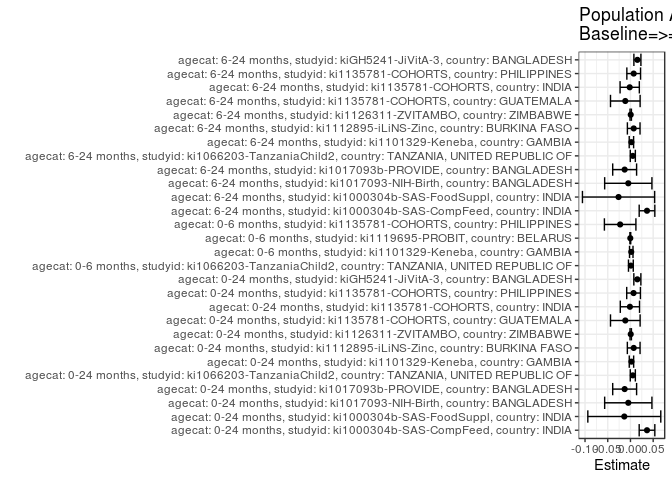 Population A
Baseline=>=
agecat: 6-24 months, studyid: kiGH5241-JiVitA-3, country: BANGLADESH
agecat: 6-24 months, studyid: ki1135781-COHORTS, country: PHILIPPINES
agecat: 6-24 months, studyid: ki1135781-COHORTS, country: INDIA
agecat: 6-24 months, studyid: ki1135781-COHORTS, country: GUATEMALA
agecat: 6-24 months, studyid: ki1126311-ZVITAMBO, country: ZIMBABWE
agecat: 6-24 months, studyid: ki1112895-iLiNS-Zinc, country: BURKINA FASO
agecat: 6-24 months, studyid: ki1101329-Keneba, country: GAMBIA
agecat: 6-24 months, studyid: ki1066203-TanzaniaChild2, country: TANZANIA, UNITED REPUBLIC OF
agecat: 6-24 months, studyid: ki1017093b-PROVIDE, country: BANGLADESH
agecat: 6-24 months, studyid: ki1017093-NIH-Birth, country: BANGLADESH
agecat: 6-24 months, studyid: ki1000304b-SAS-FoodSuppl, country: INDIA
agecat: 6-24 months, studyid: ki1000304b-SAS-CompFeed, country: INDIA
agecat: 0-6 months, studyid: ki1135781-COHORTS, country: PHILIPPINES
agecat: 0-6 months, studyid: ki1119695-PROBIT, country: BELARUS
agecat: 0-6 months, studyid: ki1101329-Keneba, country: GAMBIA
agecat: 0-6 months, studyid: ki1066203-TanzaniaChild2, country: TANZANIA, UNITED REPUBLIC OF
agecat: 0-24 months, studyid: kiGH5241-JiVitA-3, country: BANGLADESH
agecat: 0-24 months, studyid: ki1135781-COHORTS, country: PHILIPPINES
agecat: 0-24 months, studyid: ki1135781-COHORTS, country: INDIA
agecat: 0-24 months, studyid: ki1135781-COHORTS, country: GUATEMALA
agecat: 0-24 months, studyid: ki1126311-ZVITAMBO, country: ZIMBABWE
agecat: 0-24 months, studyid: ki1112895-iLiNS-Zinc, country: BURKINA FASO
agecat: 0-24 months, studyid: ki1101329-Keneba, country: GAMBIA
agecat: 0-24 months, studyid: ki1066203-TanzaniaChild2, country: TANZANIA, UNITED REPUBLIC OF
agecat: 0-24 months, studyid: ki1017093b-PROVIDE, country: BANGLADESH
agecat: 0-24 months, studyid: ki1017093-NIH-Birth, country: BANGLADESH
agecat: 0-24 months, studyid: ki1000304b-SAS-FoodSuppl, country: INDIA
agecat: 0-24 months, studyid: ki1000304b-SAS-CompFeed, country: INDIA
-0.10-0.050.000.05
Estimate